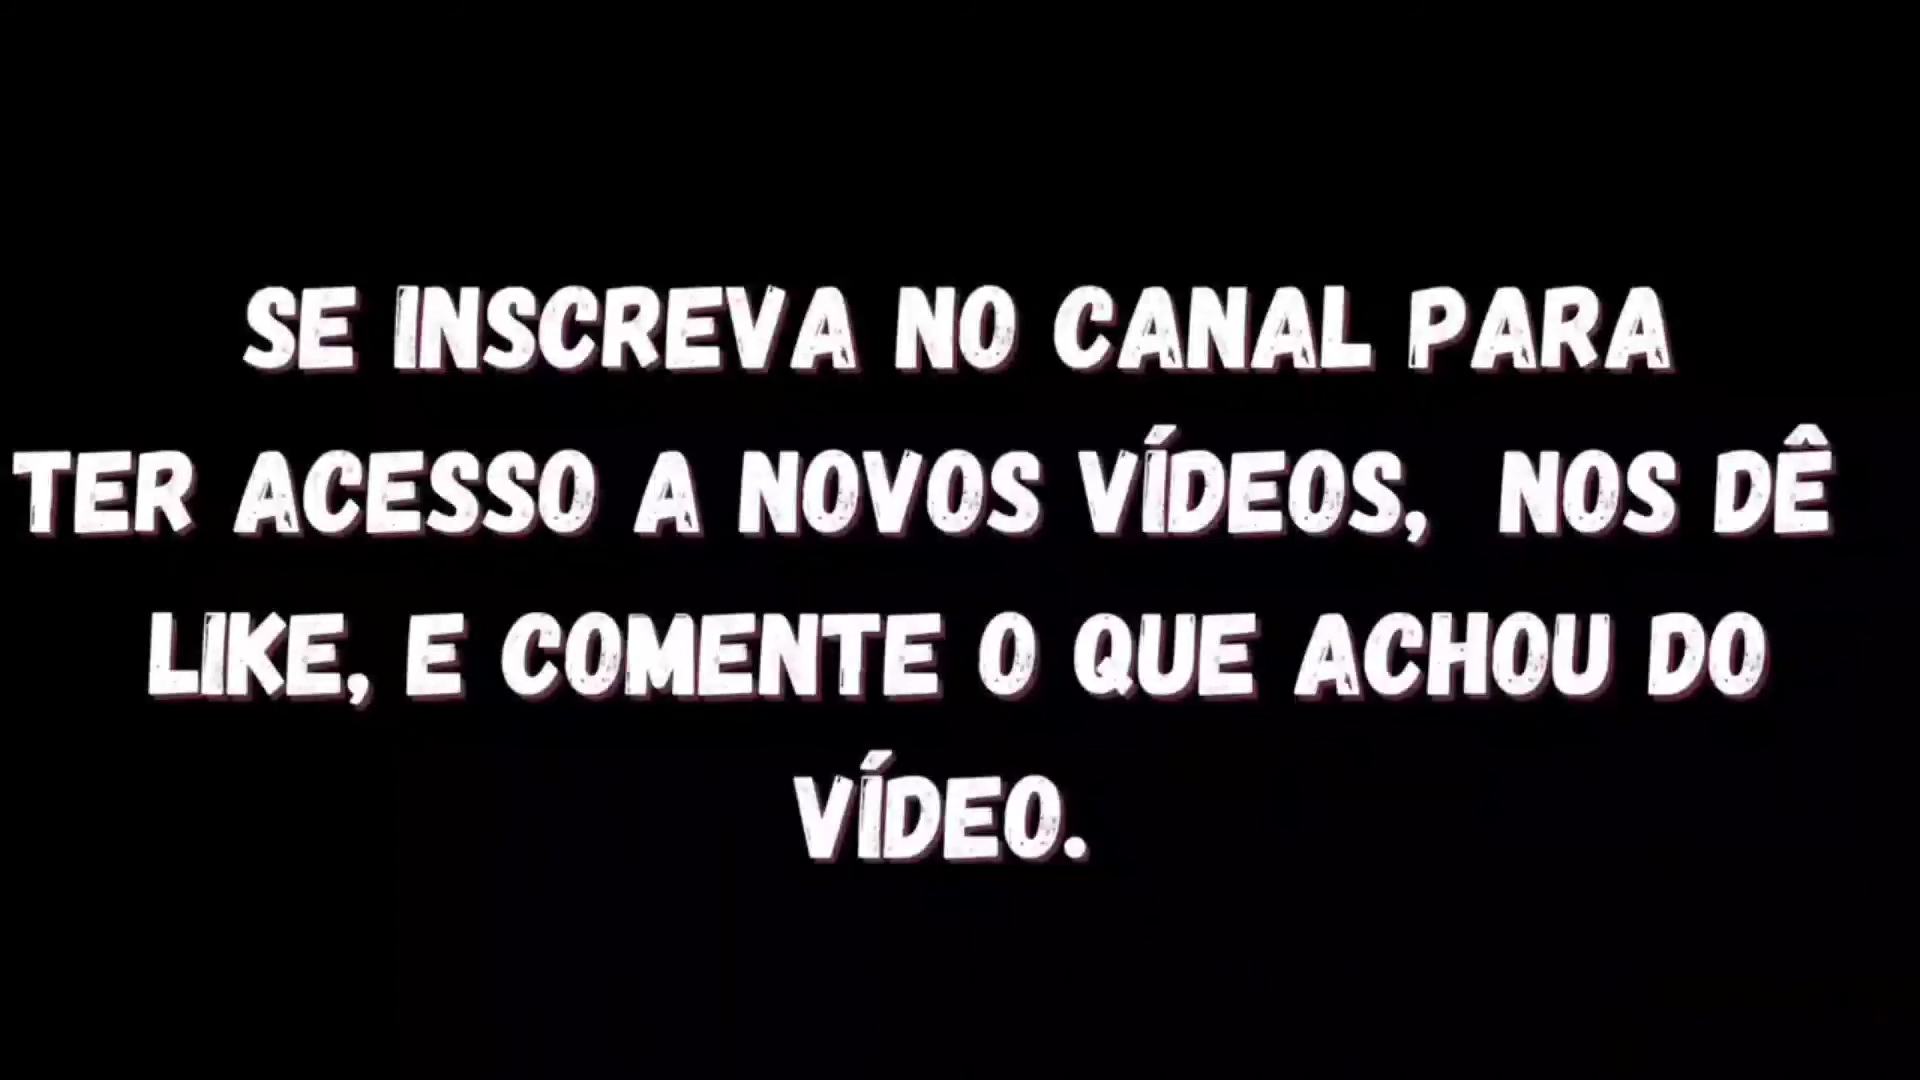 SE INSCREVA NO CANAL PARA
TER ACESSO A NOVOS VÍDEOS, NOS DÊ
LIKE, E COMENTE O QUE ACHOU DO
VÍDEO.